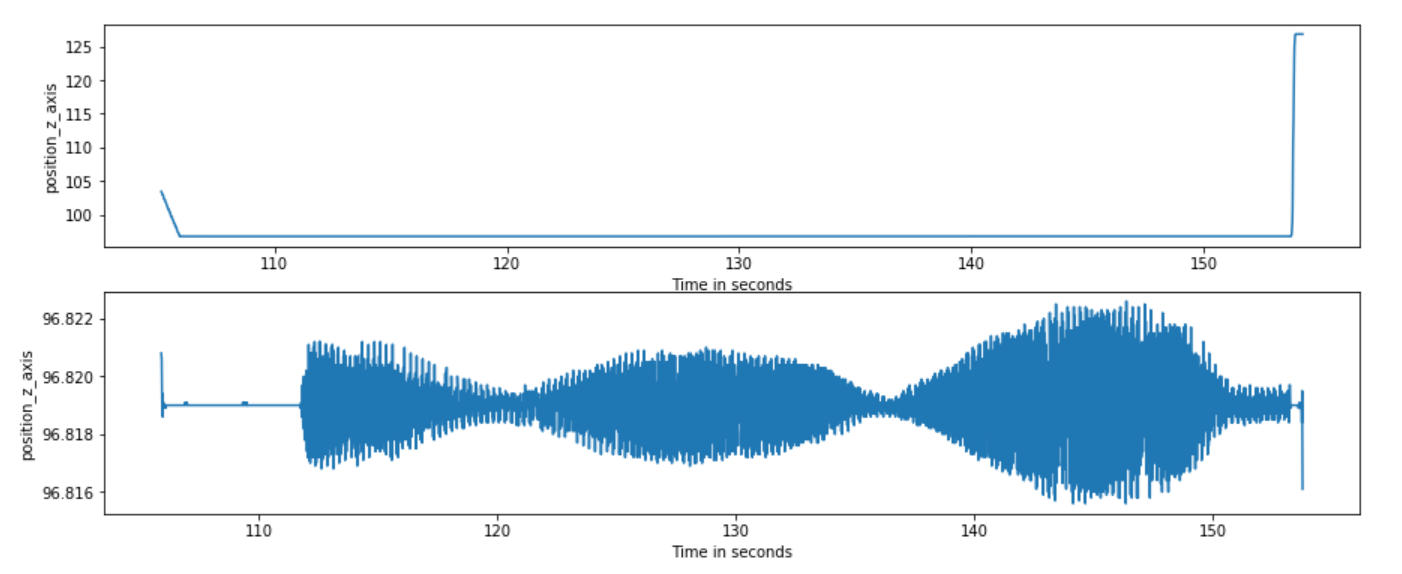 125
120
115
110
105
100
position_z_axis
110 120 130 140 150
Time in seconds
96.822
96.820
96.818
96.816
position_z_axis
110 120 130 140 150
Time in seconds